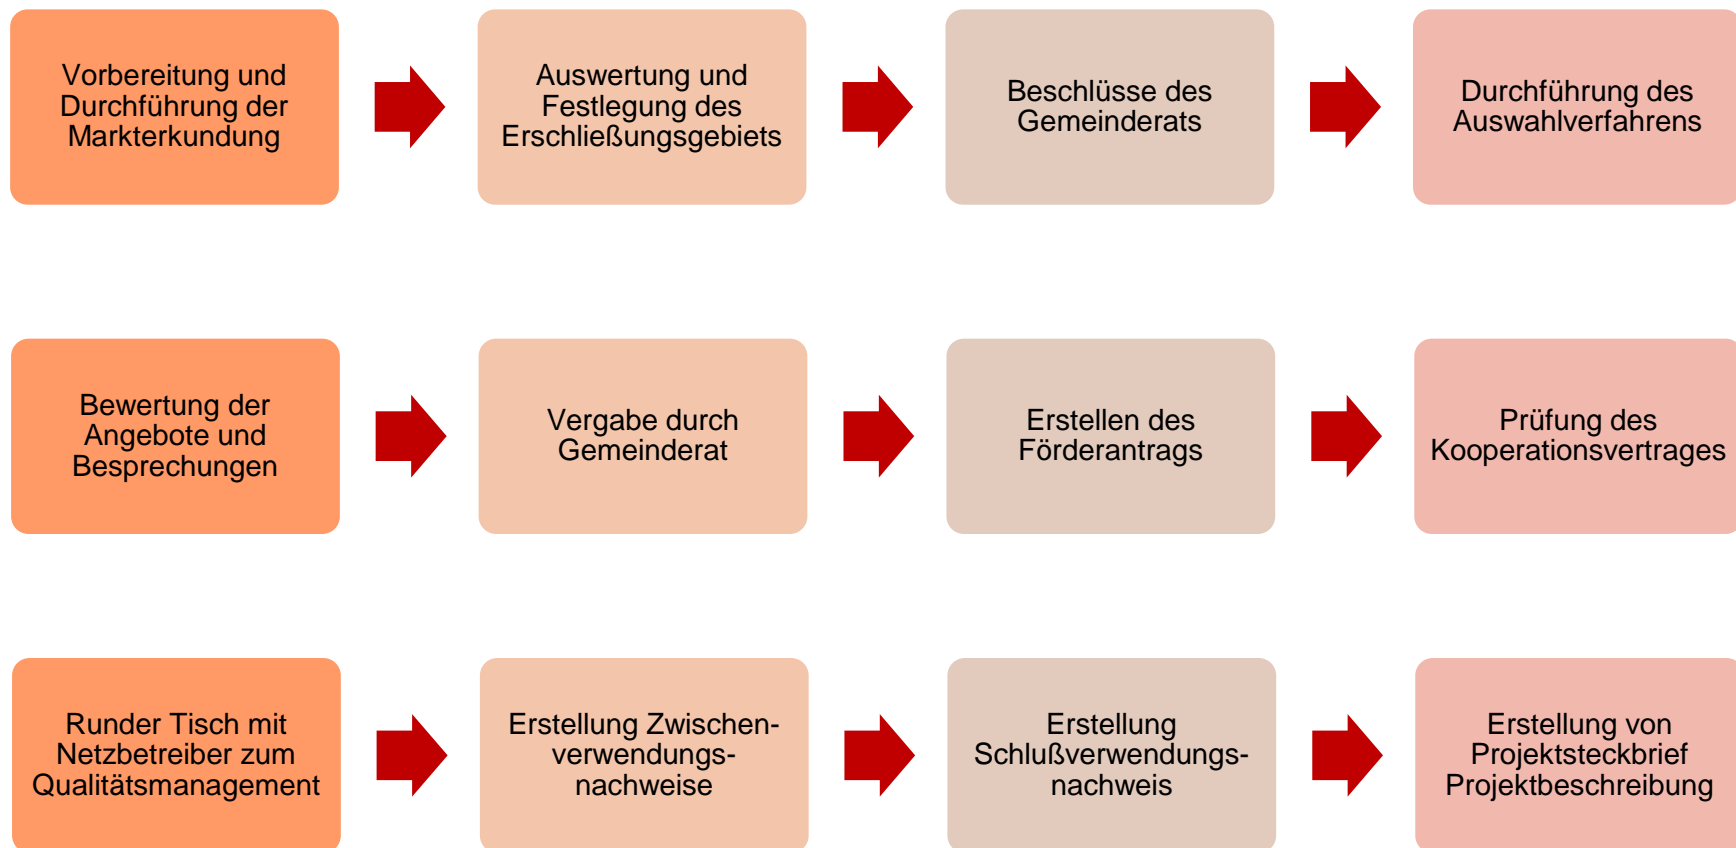 Vorbereitung und
Durchführung der
Markterkundung
Auswertung und
Festlegung des
Erschließungsgebiets
Beschlüsse des
Gemeinderats
Durchführung des
Auswahlverfahrens
Bewertung der
Angebote und
Besprechungen
Vergabe durch
Gemeinderat
Erstellen des
Förderantrags
Prüfung des
Kooperationsvertrages
Runder Tisch mit
Netzbetreiber zum
Qualitätsmanagement
Erstellung Zwischen-
verwendungs-
nachweise
Erstellung
Schlußverwendungs-
nachweis
Erstellung von
Projektsteckbrief
Projektbeschreibung